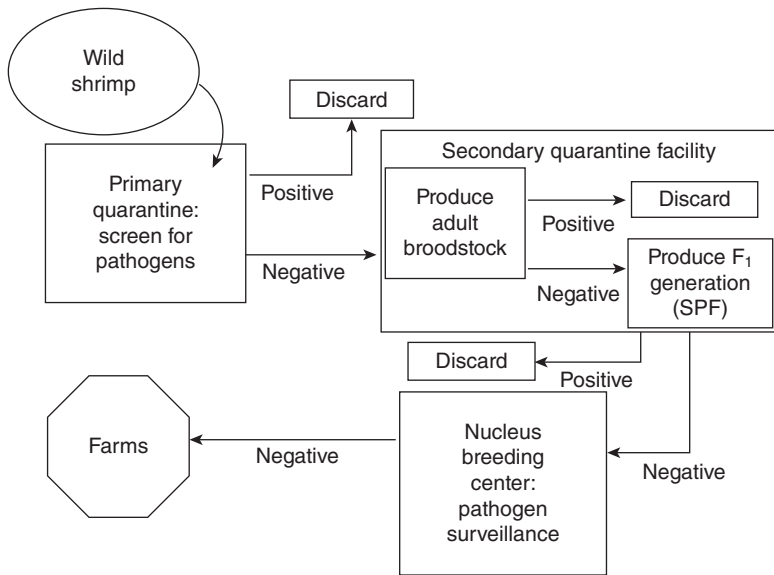 Wild
shrimp
Discard
Primary
quarantine:
screen for
pathogens
Positive
Negative
Secondary quarantine facility
Produce
adult
broodstock
Positive
Discard
Negative
Produce F₁
generation
(SPF)
Discard
Positive
Negative
Nucleus
breeding
center:
pathogen
surveillance
Negative
Farms